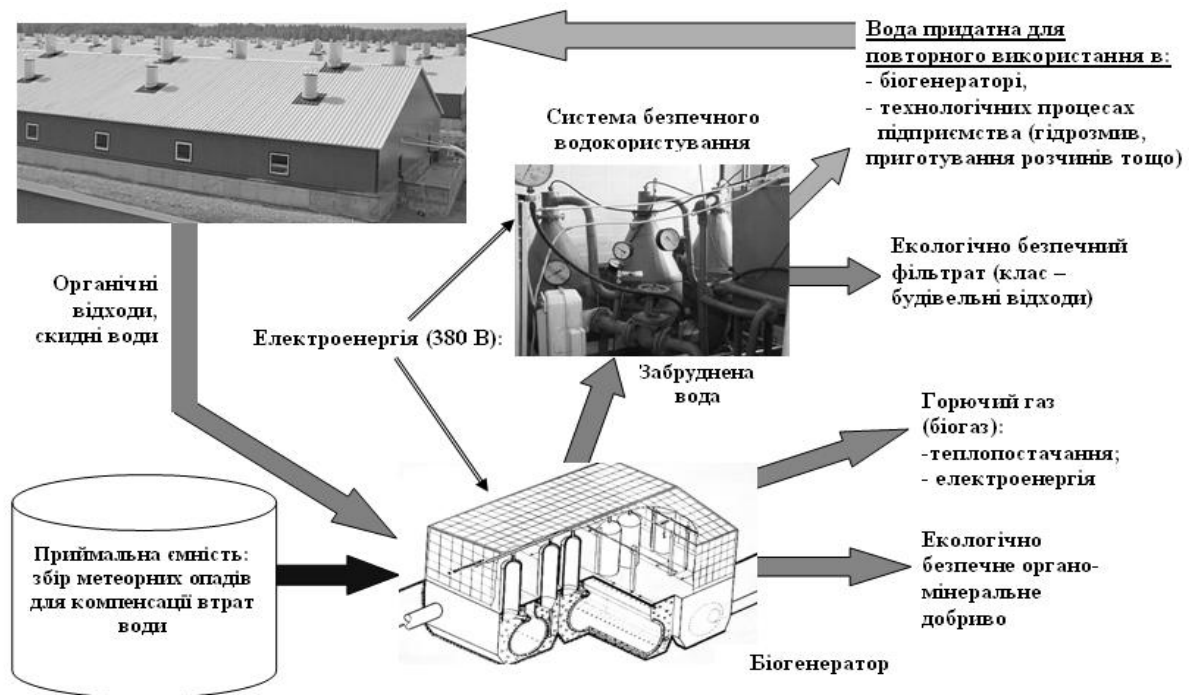 Вода придатна для
повторного використання в:
- біогенераторі,
- технологічних процесах
підприємства (гідрозмив,
приготування розчинів тощо)
Система безпечного
водокористування
Екологічно безпечний
фільтрат (клас –
будівельні відходи)
Органічні
відходи,
скидні води
Електроенергія (380 В):
Забруднена
вода
Горючий газ
(біогаз):
-теплопостачання;
- електроенергія
Приймальна ємність:
збір метеорних опадів
для компенсації втрат
води
Екологічно
безпечне органо-
мінеральне
добриво
Біогенератор